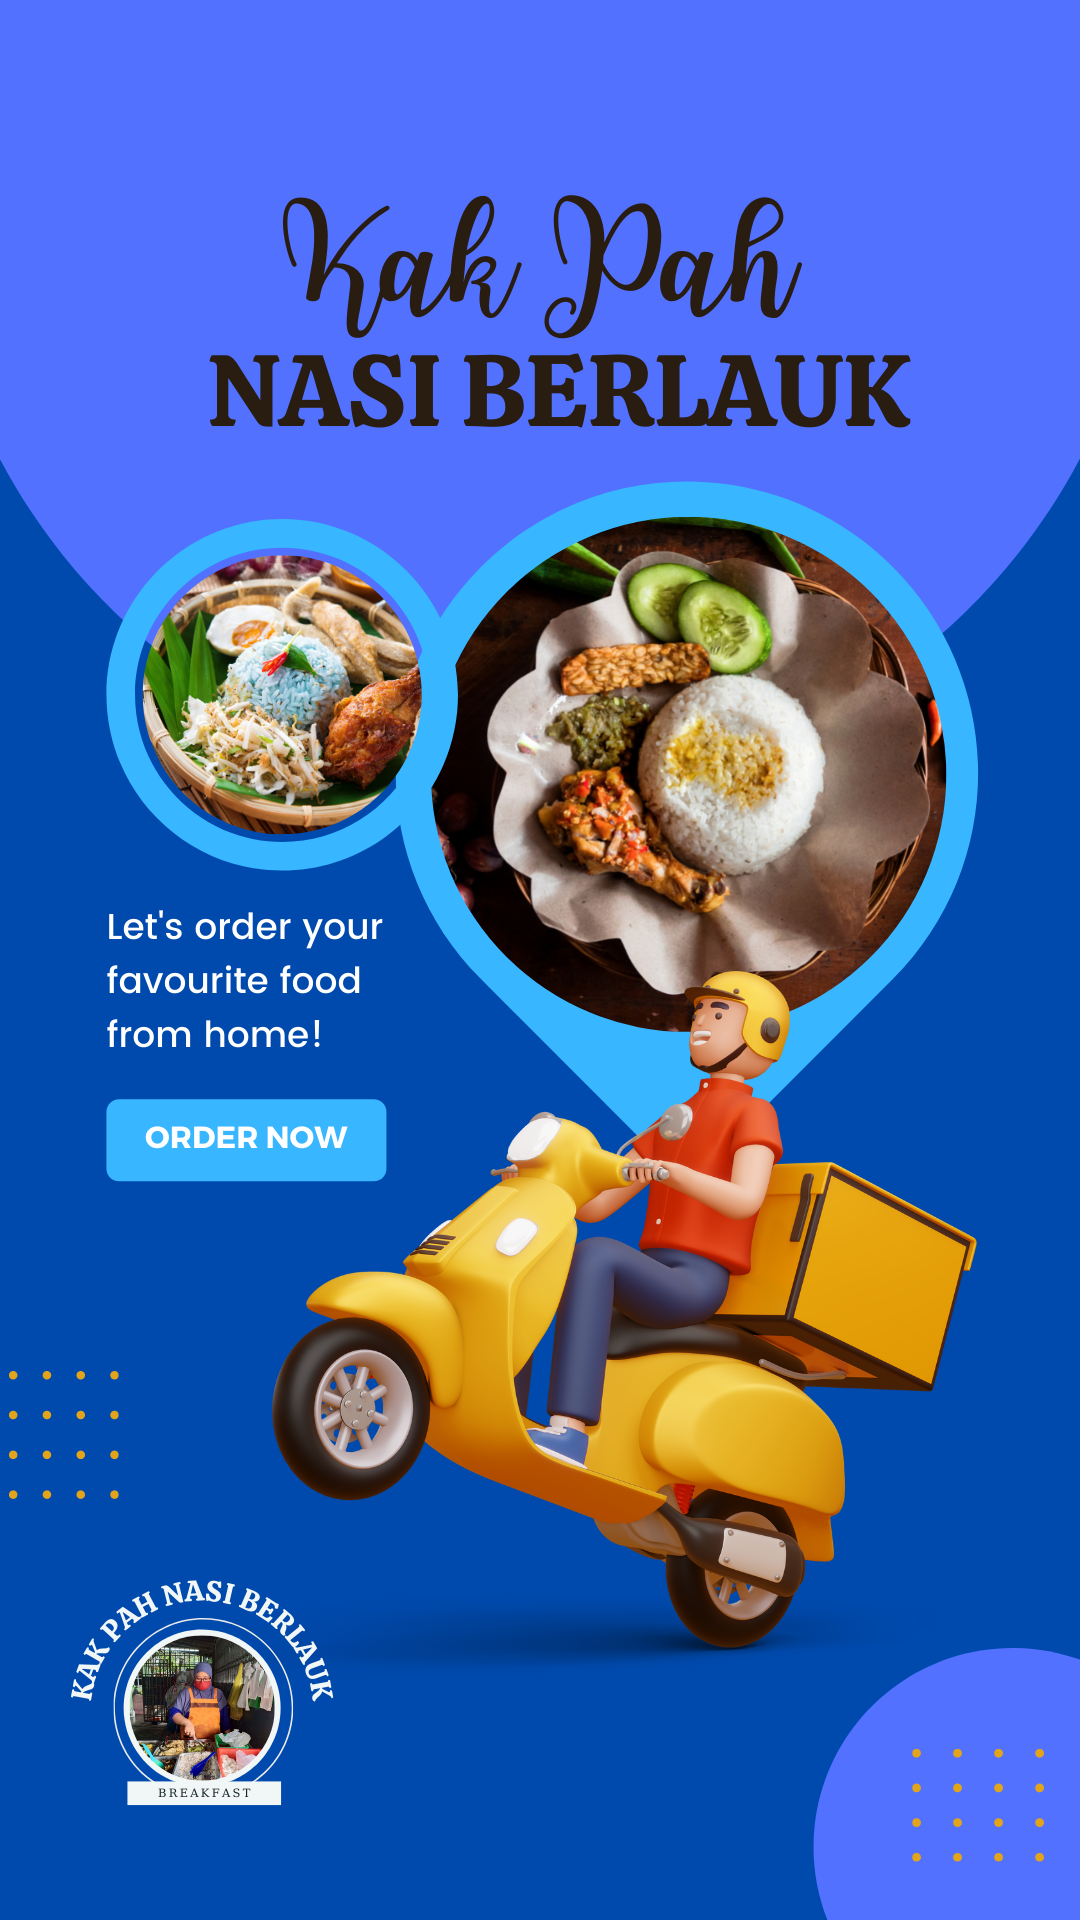 Kak Pah
NASI BERLAUK
Let's order your
favourite food
from home!
ORDER NOW
KAK PAH NASI BERLAUK
BREAKFAST